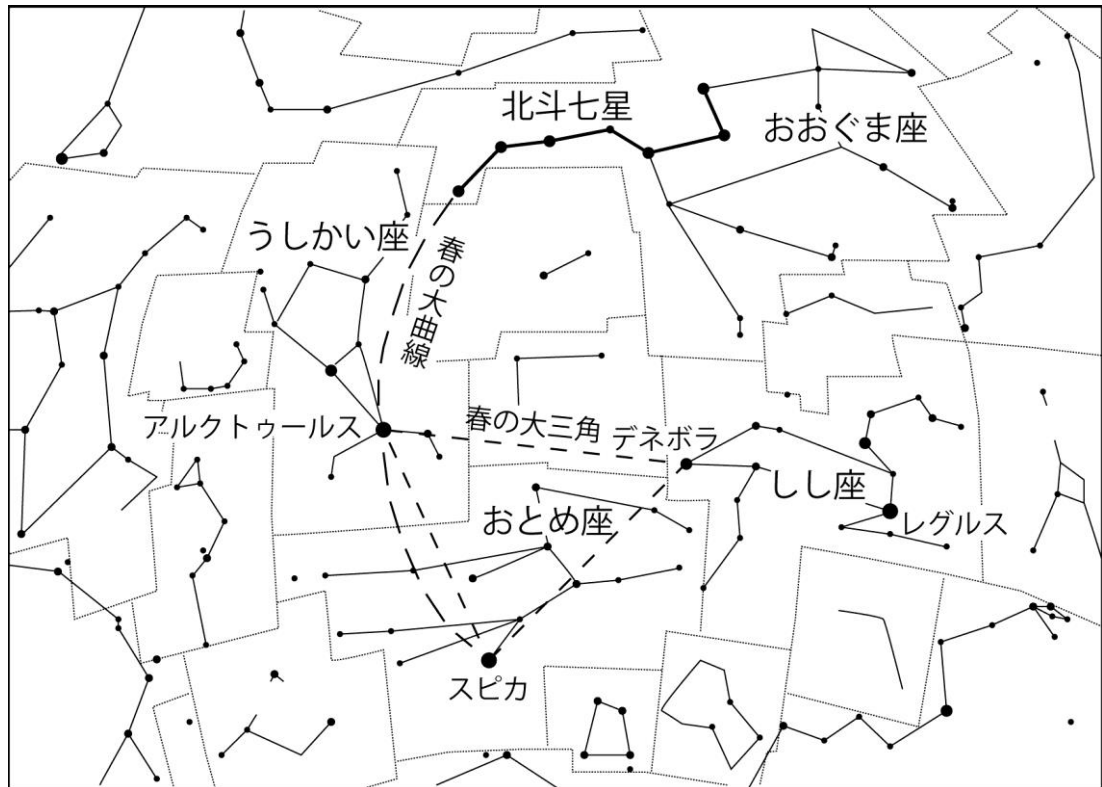 北斗七星
おおぐま座
うしかい座
春の大曲線
アルクトゥールス
春の大三角
デネボラ
しし座
おとめ座
レグルス
スピカ